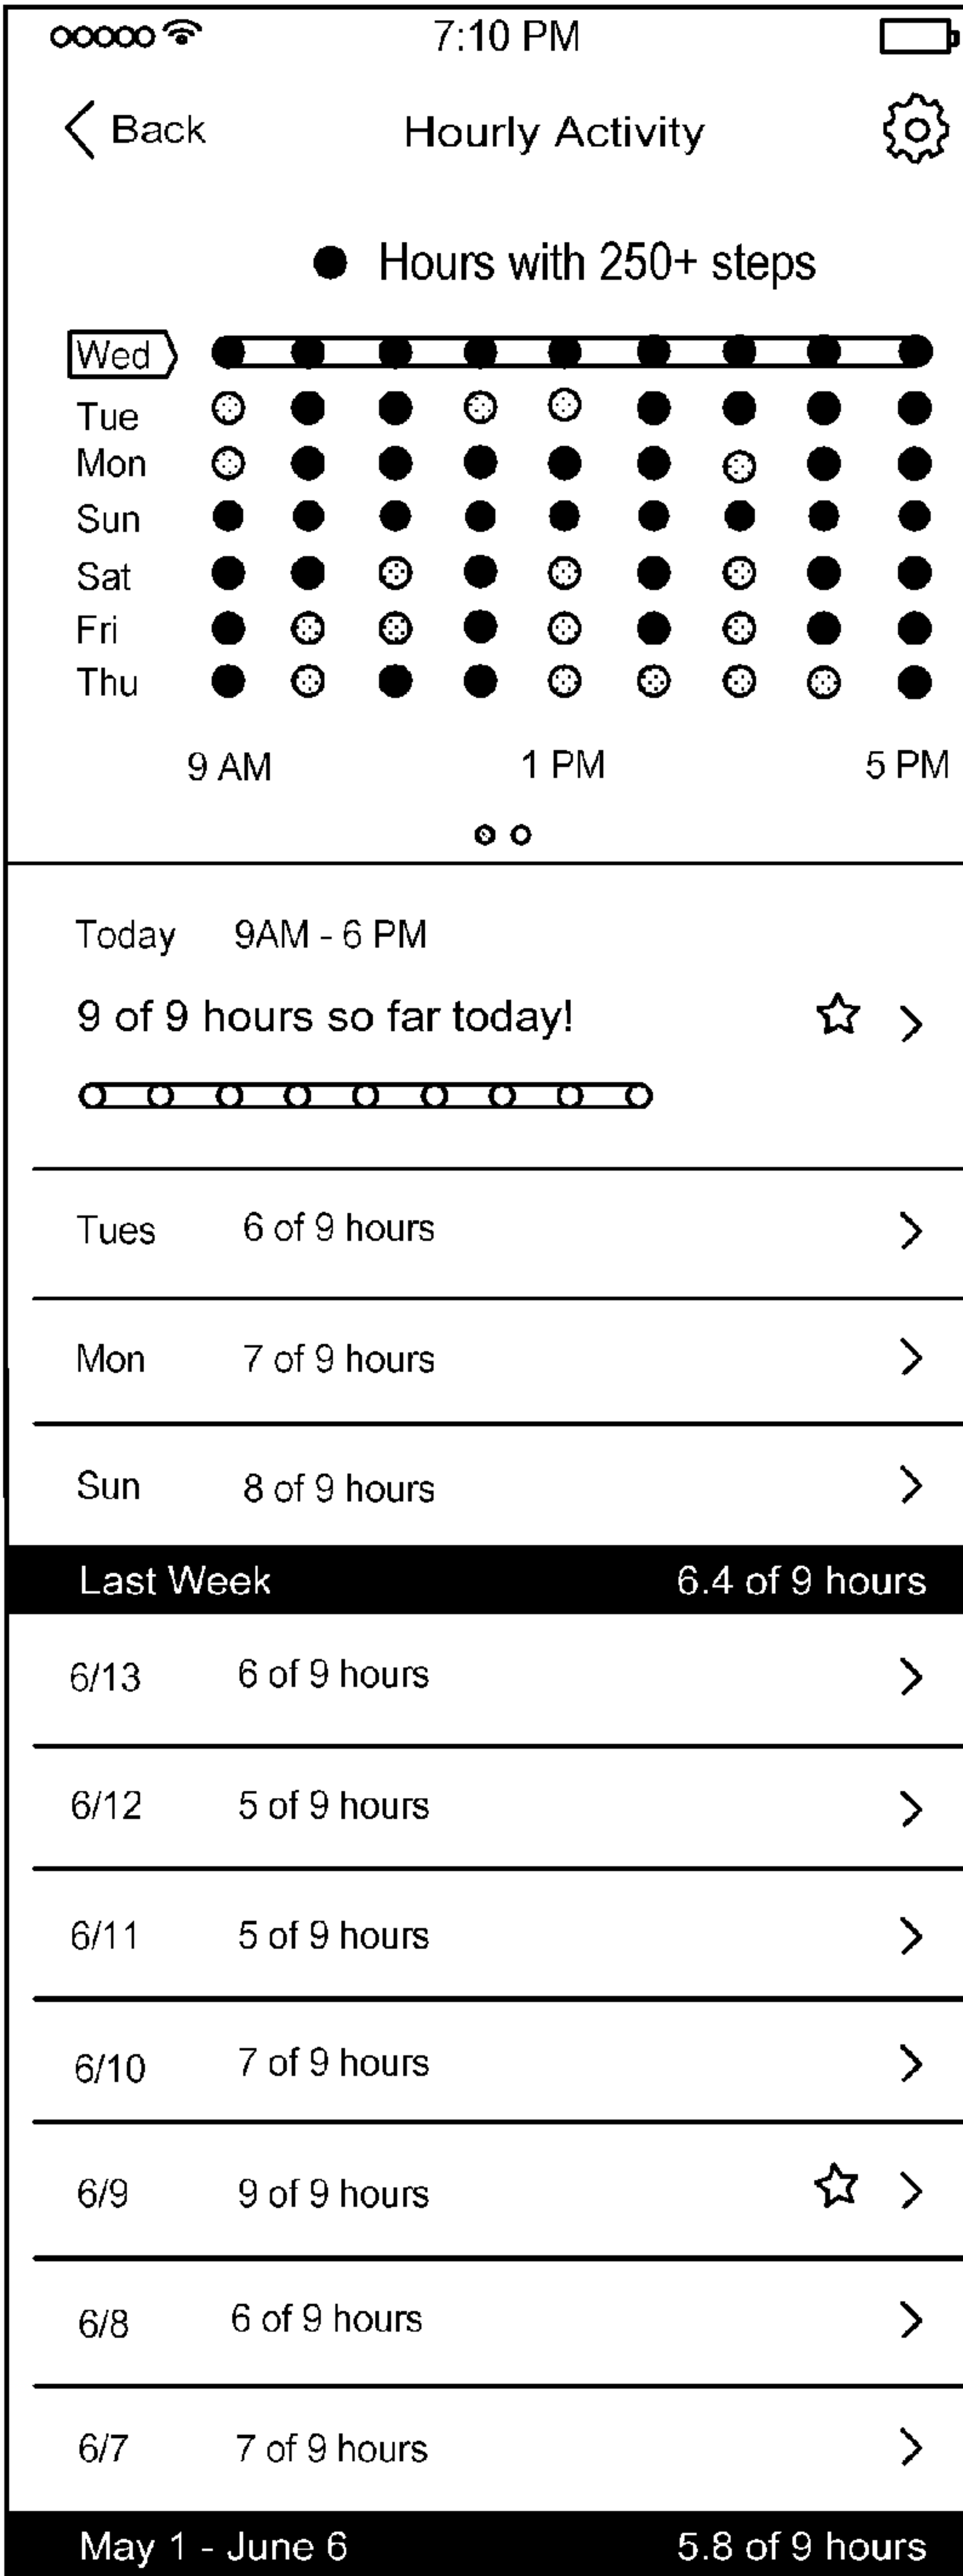 7:10 PM
Back Hourly Activity
Hours with 250+ steps
Wed
Tue
Mon
Sun
Sat
Fri
Thu
9 AM 1 PM 5 PM
Today 9AM - 6 PM
9 of 9 hours so far today!
Tues 6 of 9 hours
Mon 7 of 9 hours
Sun 8 of 9 hours
Last Week 6.4 of 9 hours
6/13 6 of 9 hours
6/12 5 of 9 hours
6/11 5 of 9 hours
6/10 7 of 9 hours
6/9 9 of 9 hours
6/8 6 of 9 hours
6/7 7 of 9 hours
May 1 - June 6 5.8 of 9 hours